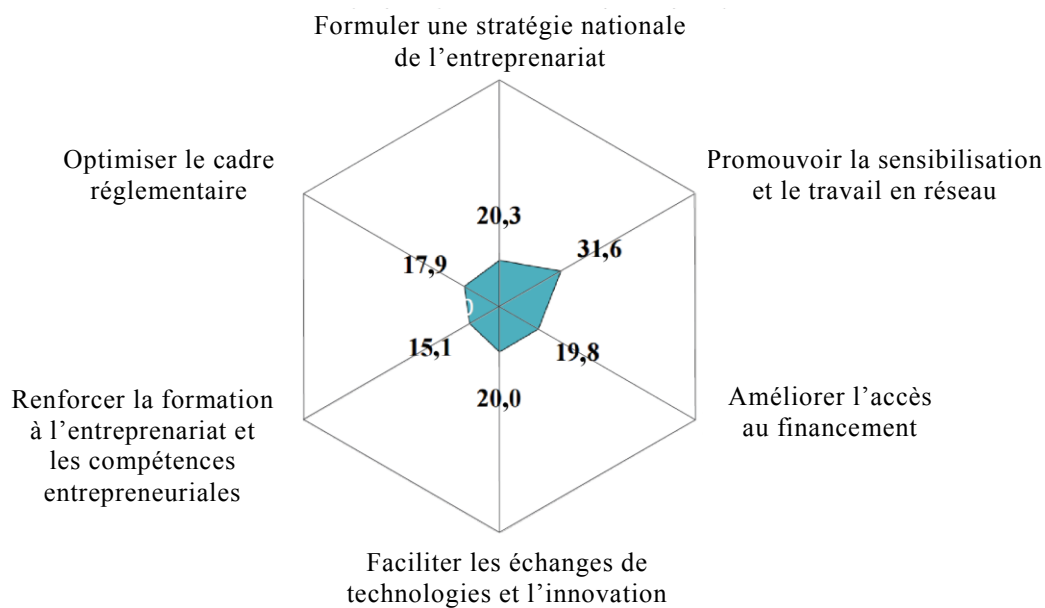 Formuler une stratégie nationale
de l’entreprenariat
Optimiser le cadre
réglementaire
Promouvoir la sensibilisation
et le travail en réseau
20,3
31,6
17,9
0
15,1
19,8
20,0
Renforcer la formation
à l’entreprenariat et
les compétences
entrepreneuriales
Améliorer l’accès
au financement
Faciliter les échanges de
technologies et l’innovation